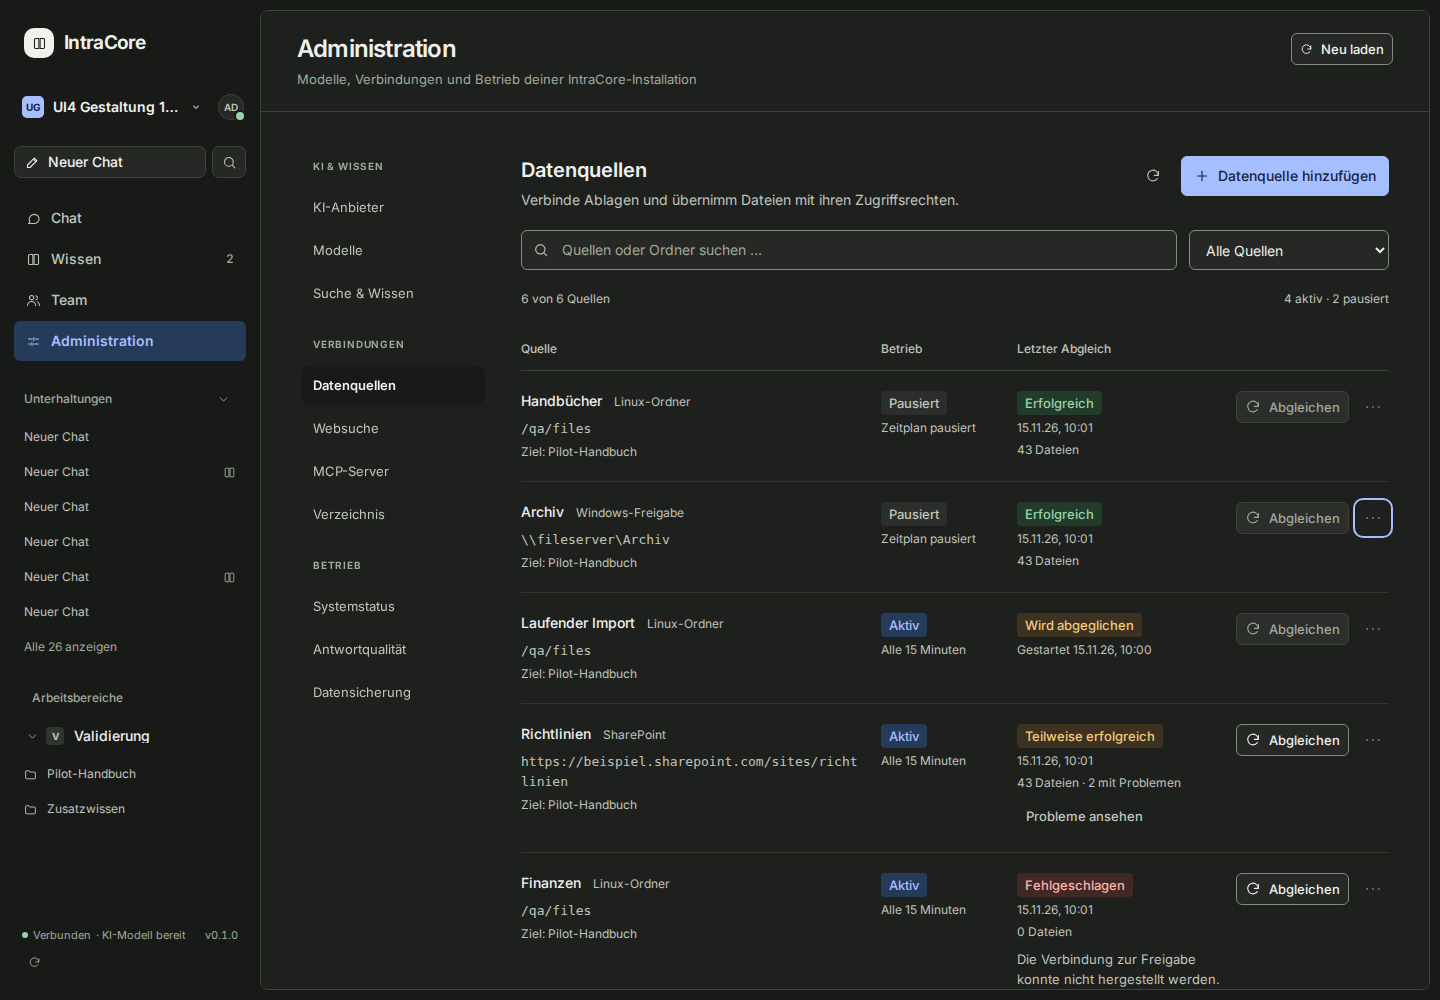 IntraCore
UG UI4 Gestaltung 1... AD
Neuer Chat
Chat
Wissen 2
Team
Administration
Unterhaltungen
Neuer Chat
Neuer Chat
Neuer Chat
Neuer Chat
Neuer Chat
Neuer Chat
Alle 26 anzeigen
Arbeitsbereiche
V Validierung
Pilot-Handbuch
Zusatzwissen
Verbunden · KI-Modell bereit v0.1.0
Administration
Modelle, Verbindungen und Betrieb deiner IntraCore-Installation
Neu laden
KI & WISSEN
KI-Anbieter
Modelle
Suche & Wissen
VERBINDUNGEN
Datenquellen
Websuche
MCP-Server
Verzeichnis
BETRIEB
Systemstatus
Antwortqualität
Datensicherung
Datenquellen
Verbinde Ablagen und übernimm Dateien mit ihren Zugriffsrechten.
Datenquelle hinzufügen
Quellen oder Ordner suchen ...
Alle Quellen
6 von 6 Quellen
4 aktiv · 2 pausiert
Quelle Betrieb Letzter Abgleich
Handbücher Linux-Ordner
/qa/files
Ziel: Pilot-Handbuch
Pausiert
Zeitplan pausiert
Erfolgreich
15.11.26, 10:01
43 Dateien
Abgleichen ...
Archiv Windows-Freigabe
\\fileserver\Archiv
Ziel: Pilot-Handbuch
Pausiert
Zeitplan pausiert
Erfolgreich
15.11.26, 10:01
43 Dateien
Abgleichen ...
Laufender Import Linux-Ordner
/qa/files
Ziel: Pilot-Handbuch
Aktiv
Alle 15 Minuten
Wird abgeglichen
Gestartet 15.11.26, 10:00
Abgleichen ...
Richtlinien SharePoint
https://beispiel.sharepoint.com/sites/richt
linien
Ziel: Pilot-Handbuch
Aktiv
Alle 15 Minuten
Teilweise erfolgreich
15.11.26, 10:01
43 Dateien · 2 mit Problemen
Probleme ansehen
Abgleichen ...
Finanzen Linux-Ordner
/qa/files
Ziel: Pilot-Handbuch
Aktiv
Alle 15 Minuten
Fehlgeschlagen
15.11.26, 10:01
0 Dateien
Die Verbindung zur Freigabe
konnte nicht hergestellt werden.
Abgleichen ...